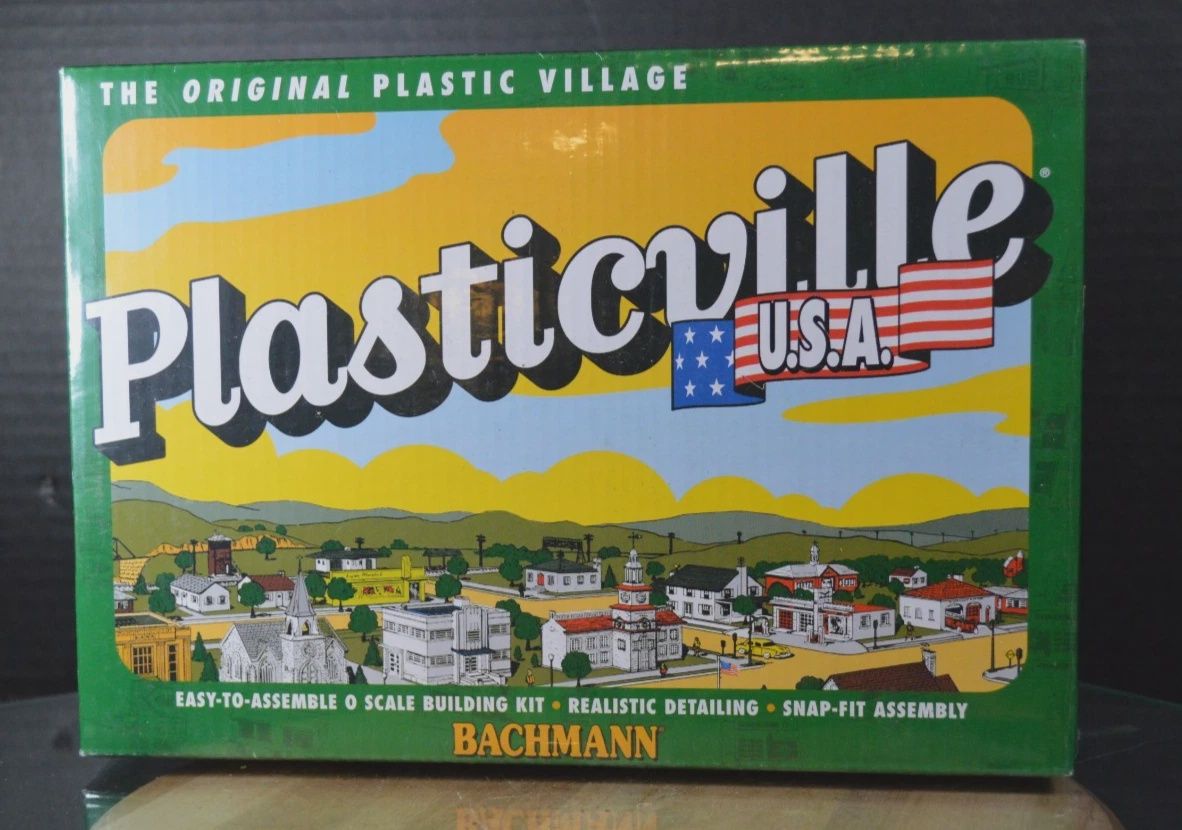 THE ORIGINAL PLASTIC VILLAGE
Plasticville®
U.S.A.
EASY-TO-ASSEMBLE O SCALE BUILDING KIT • REALISTIC DETAILING • SNAP-FIT ASSEMBLY
BACHMANN